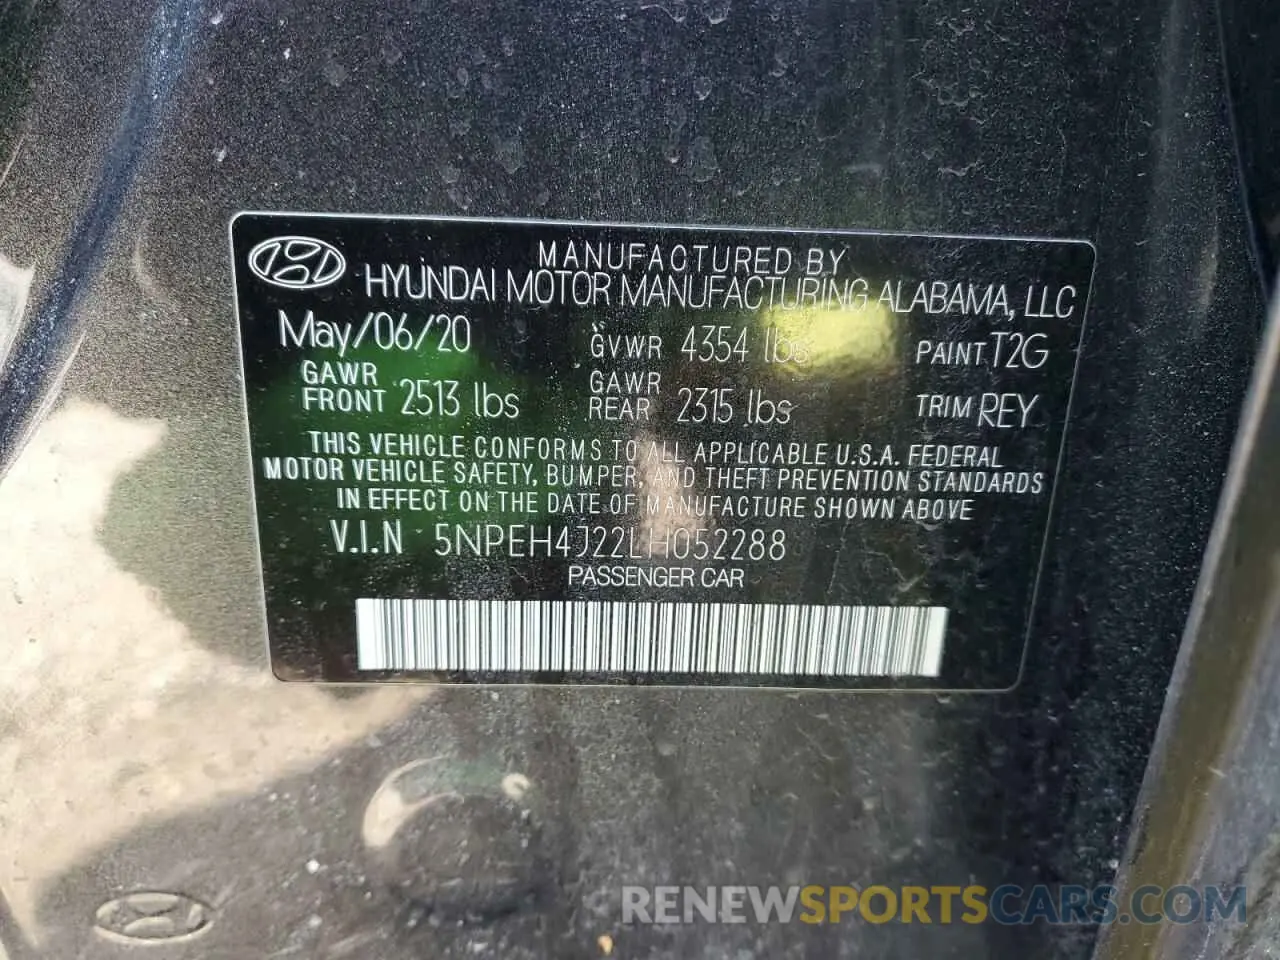 MANUFACTURED BY
HYUNDAI MOTOR MANUFACTURING ALABAMA, LLC
May/06/20 GVWR 4354 lbs PAINT T2G
GAWR FRONT 2513 lbs GAWR REAR 2315 lbs TRIM REY
THIS VEHICLE CONFORMS TO ALL APPLICABLE U.S.A. FEDERAL
MOTOR VEHICLE SAFETY, BUMPER, AND THEFT PREVENTION STANDARDS
IN EFFECT ON THE DATE OF MANUFACTURE SHOWN ABOVE
V.I.N 5NPEH4J22LH052288
PASSENGER CAR
RENEWSPORTSCARS.COM